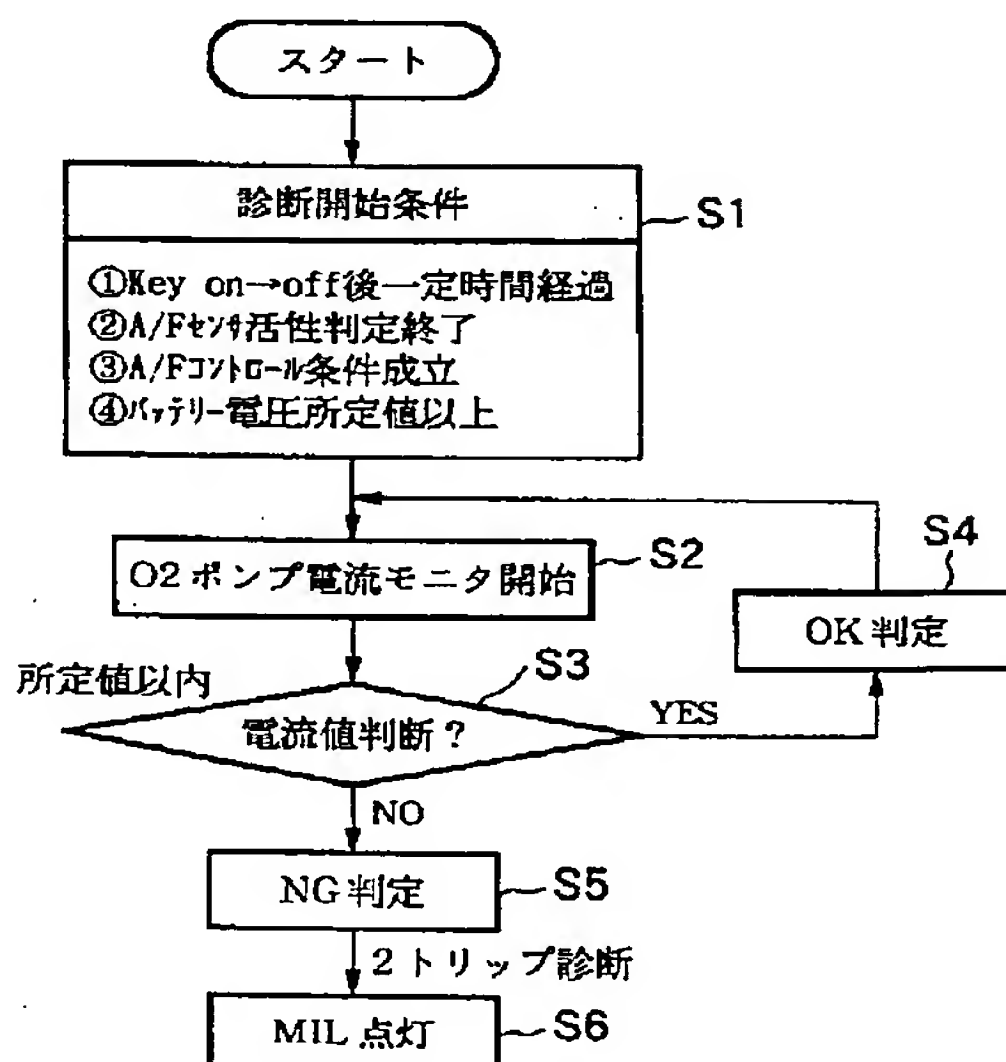 スタート
診断開始条件
S1
①Key on→off後一定時間経過
②A/Fセンサ活性判定終了
③A/Fコントロール条件成立
④バッテリー電圧所定値以上
O2ポンプ電流モニタ開始
S2
S4
OK判定
所定値以内
S3
電流値判断？
YES
NO
NG判定
S5
2トリップ診断
MIL点灯
S6